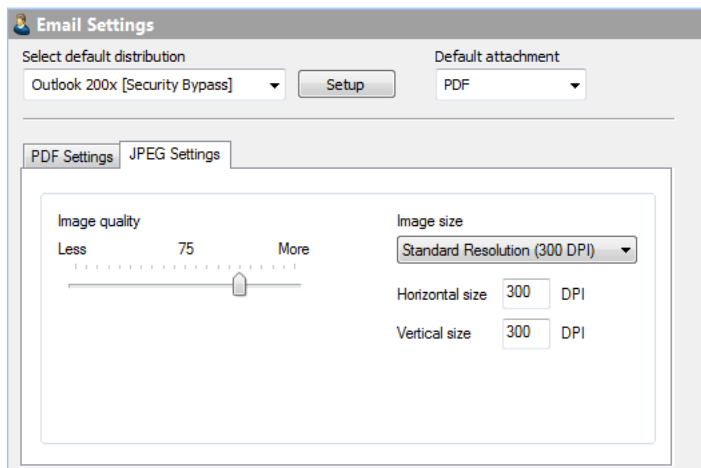 Email Settings
Select default distribution Default attachment
Outlook 200x [Security Bypass] Setup PDF
PDF Settings JPEG Settings
Image quality Image size
Less 75 More Standard Resolution (300 DPI)
Horizontal size 300 DPI
Vertical size 300 DPI